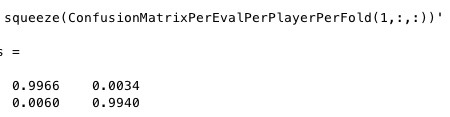 squeeze(ConfusionMatrixPerEvalPerPlayerPerFold(1,:,:))'
s =
0.9966 0.0034
0.0060 0.9940